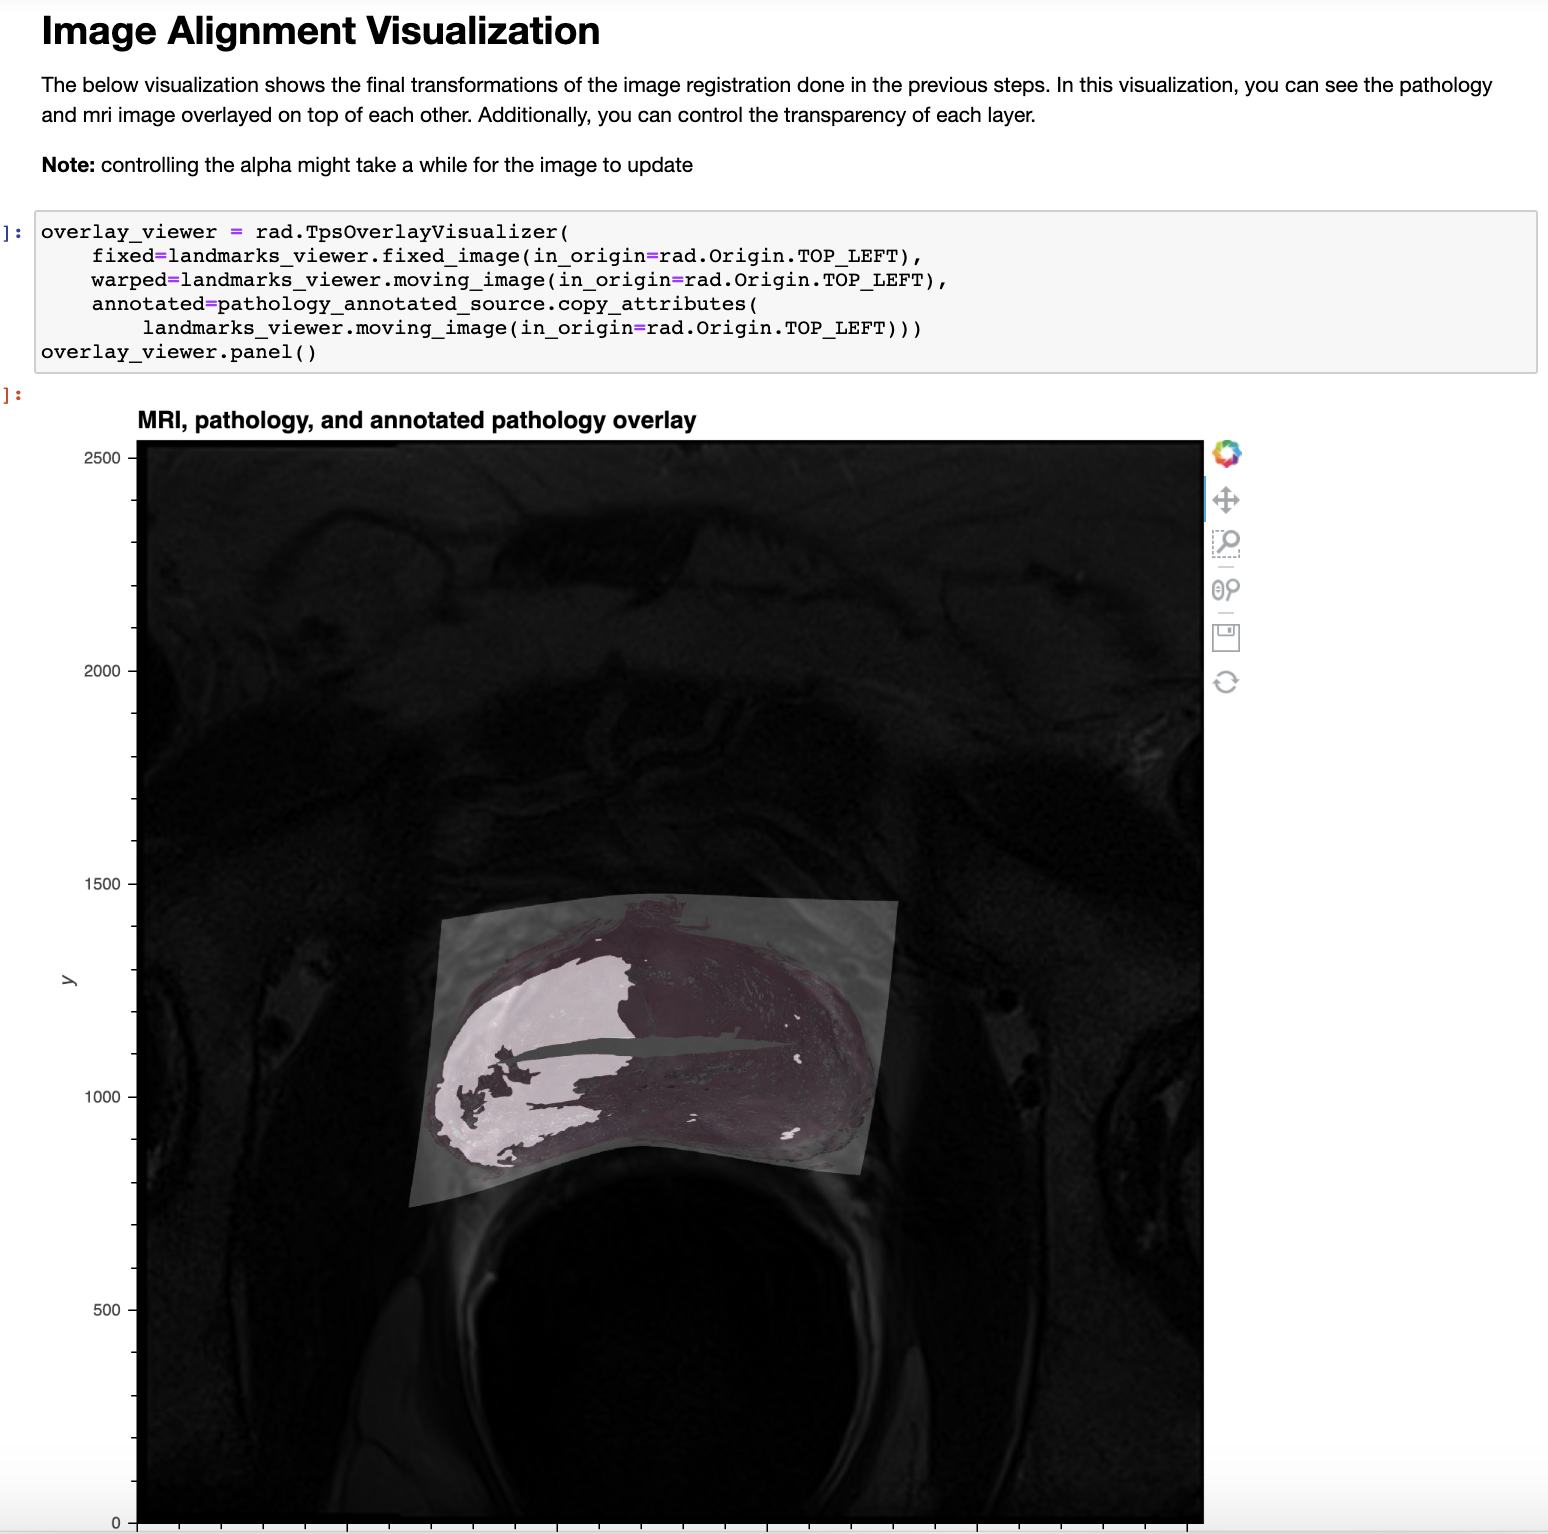 Image Alignment Visualization
The below visualization shows the final transformations of the image registration done in the previous steps. In this visualization, you can see the pathology
and mri image overlayed on top of each other. Additionally, you can control the transparency of each layer.
Note: controlling the alpha might take a while for the image to update
]: overlay_viewer = rad.TpsOverlayVisualizer(
fixed=landmarks_viewer.fixed_image(in_origin=rad.Origin.TOP_LEFT),
warped=landmarks_viewer.moving_image(in_origin=rad.Origin.TOP_LEFT),
annotated=pathology_annotated_source.copy_attributes(
landmarks_viewer.moving_image(in_origin=rad.Origin.TOP_LEFT)))
overlay_viewer.panel()
]:
MRI, pathology, and annotated pathology overlay
2500
2000
1500
y
1000
500
0